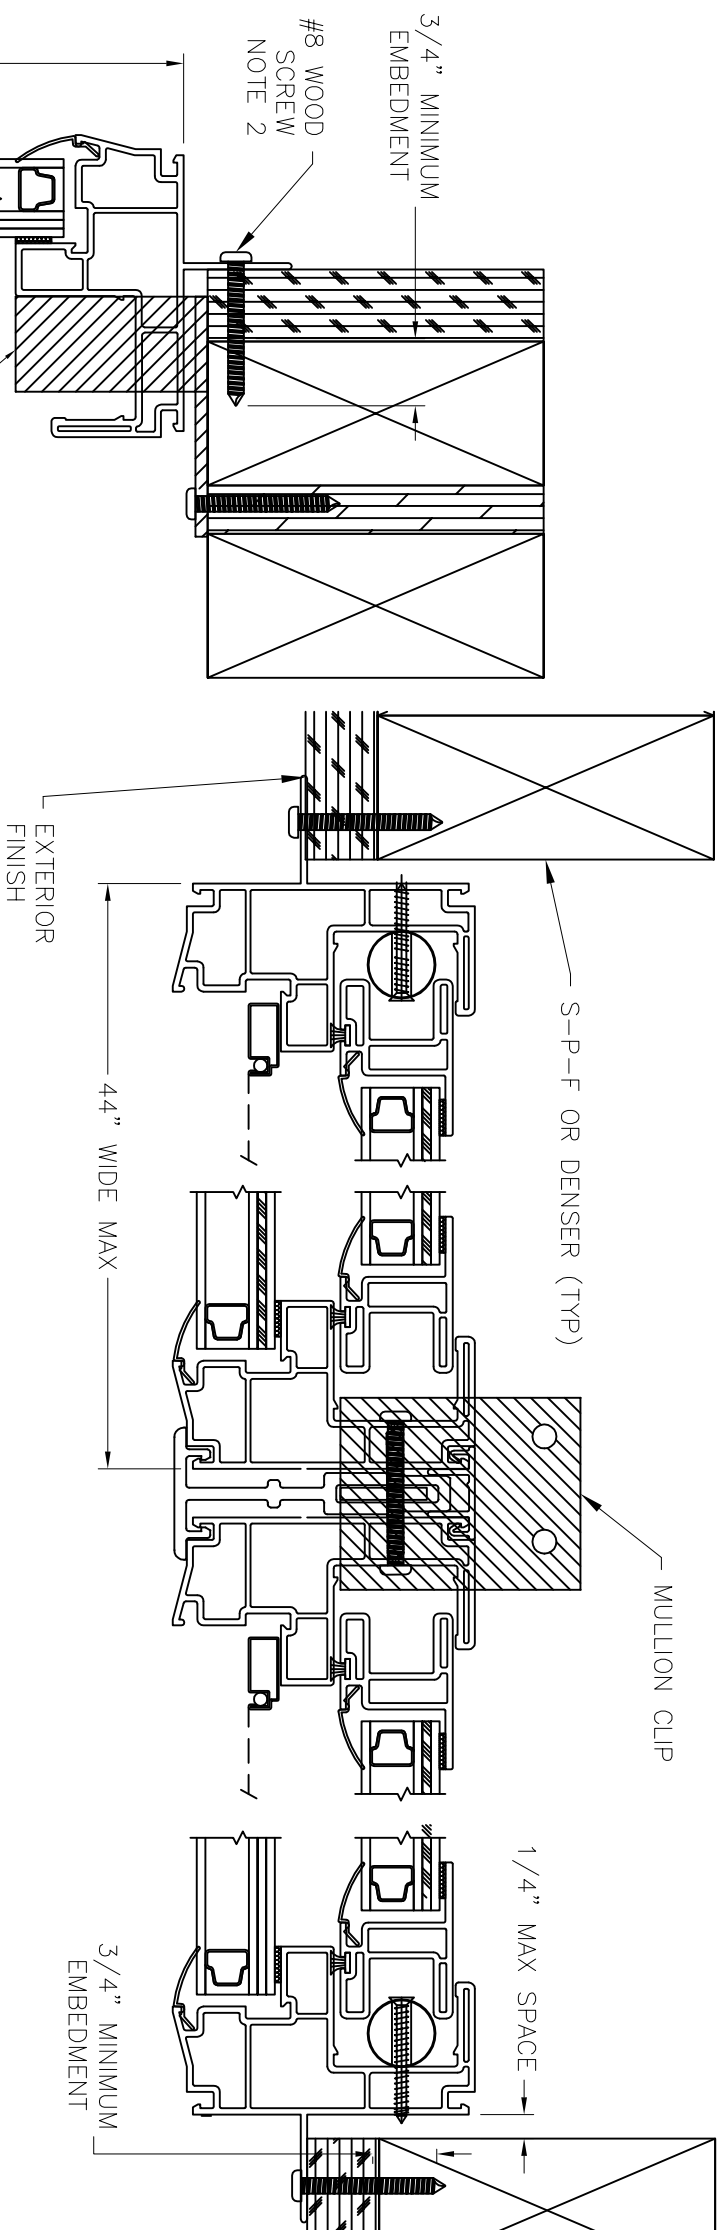 3/4" MINIMUM
EMBEDMENT
#8 WOOD
SCREW
NOTE 2
EXTERIOR
FINISH
S-P-F OR DENSER (TYP)
44" WIDE MAX
MULLION CLIP
1/4" MAX SPACE
3/4" MINIMUM
EMBEDMENT